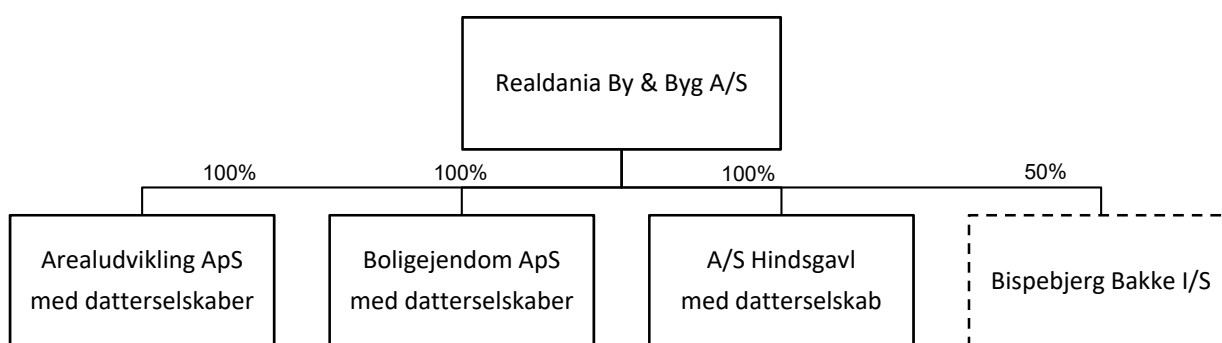 Realdania By & Byg A/S
100%
100%
100%
50%
Arealudvikling ApS
med datterselskaber
Boligejendom ApS
med datterselskaber
A/S Hindsgavl
med datterselskab
Bispebjerg Bakke I/S